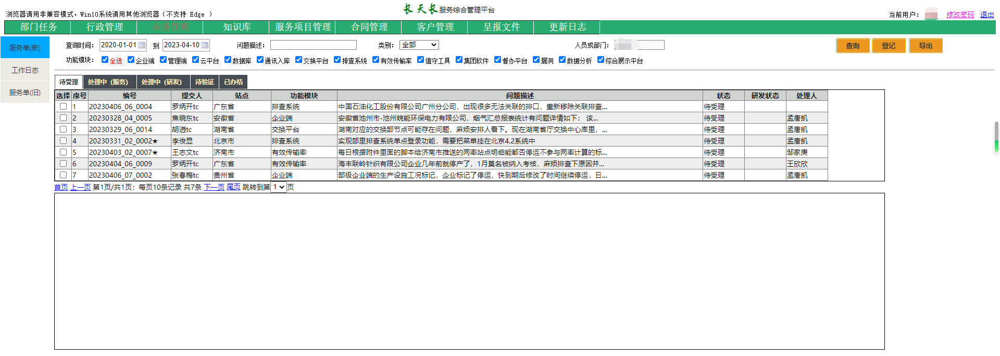 浏览器请用非兼容模式，Win10系统请用其他浏览器（不支持 Edge ）
长天长服务综合管理平台
当前用户： 修改密码 退出
部门任务 行政管理 业务管理 知识库 服务项目管理 合同管理 客户管理 呈报文件 更新日志
服务单(新)
工作日志
服务单(旧)
查询时间： 2020-01-01 到 2023-04-10 问题描述： 类别： 全部 人员或部门： 查询 登记 导出
功能模块： 全选 企业端 管理端 云平台 数据库 通讯入库 交换平台 排查系统 有效传输率 值守工具 集团软件 督办平台 漏洞 数据分析 综合展示平台
待受理 处理中（服务） 处理中（研发） 待验证 已办结
选择 序号 编号 提交人 站点 功能模块 问题描述 状态 研发状态 处理人
1 20230406_06_0004 罗炳开tc 广东省 排查系统 中国石油化工股份有限公司广州分公司，出现很多无法关联的排口，重新移除关联排查... 待受理
2 20230328_04_0005 焦晓东tc 安徽省 企业端 安徽省池州市-池州皖能环保电力有限公司，烟气汇总报表统计有问题详情如下： 该... 待受理 孟唐凯
3 20230329_06_0014 胡逍tc 湖南省 交换平台 湖南对应的交换部节点可能存在问题，麻烦安排人看下。现在湖南省厅交换中心库里，... 待受理 孟唐凯
4 20230331_02_0002★ 李俊显 北京市 排查系统 实现部里排查系统单点登录功能，需要把菜单挂在北京4.2系统中 待受理 孟唐凯
5 20230403_02_0007★ 王志文tc 济南市 有效传输率 每日根据附件里面的脚本给济南市推送的两率站点明细能都否停运不参与两率计算的标... 待受理 邹家庚
6 20230404_06_0009 罗炳开tc 广东省 有效传输率 海丰联岭针织有限公司企业几年前就停产了，1月莫名被纳入考核，麻烦排查下原因并... 待受理 王欣欣
7 20230406_07_0002 张春梅tc 贵州省 企业端 部级企业端的生产设施工况标记，企业标记了停运，快到期后修改了时间继续停运，日... 待受理 孟唐凯
首页 上一页 第1页/共1页；每页10条记录 共7条 下一页 尾页 跳转到第 1 页